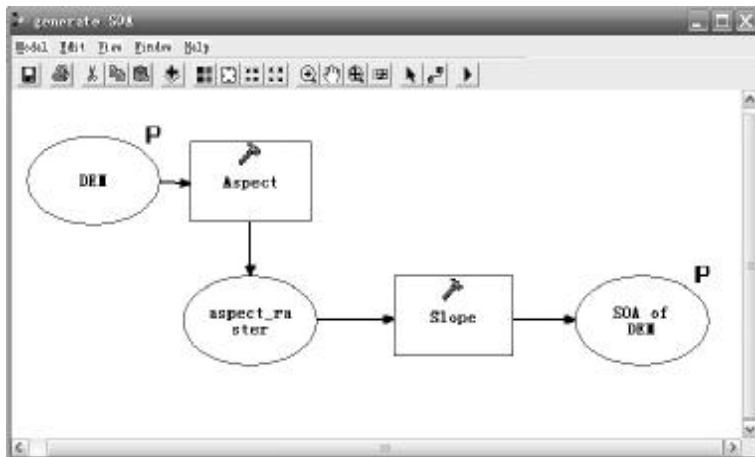 generate SOA
Model Edit View Window Help
P
DEM
Aspect
aspect_ra
ster
Slope
P
SOA of
DEM